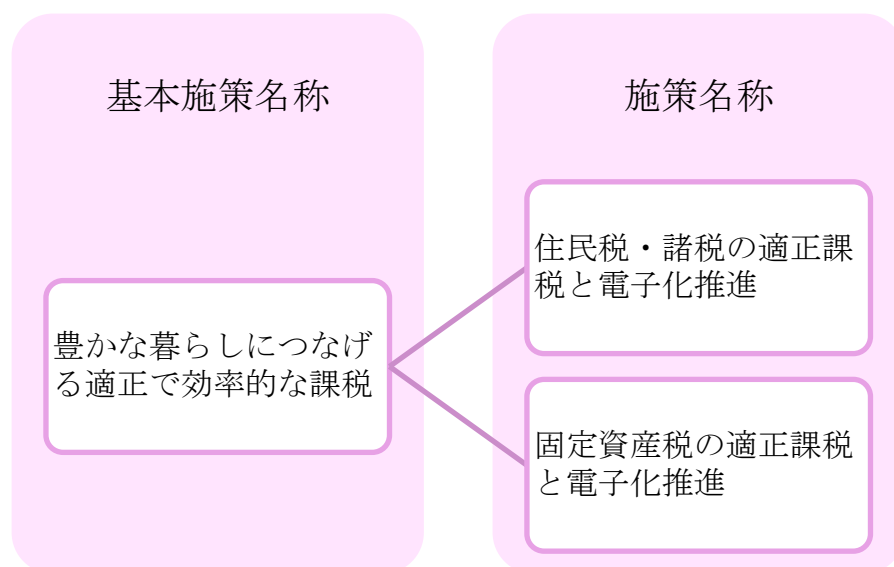 基本施策名称
施策名称
豊かな暮らしにつなげ
る適正で効率的な課税
住民税・諸税の適正課
税と電子化推進
固定資産税の適正課税
と電子化推進